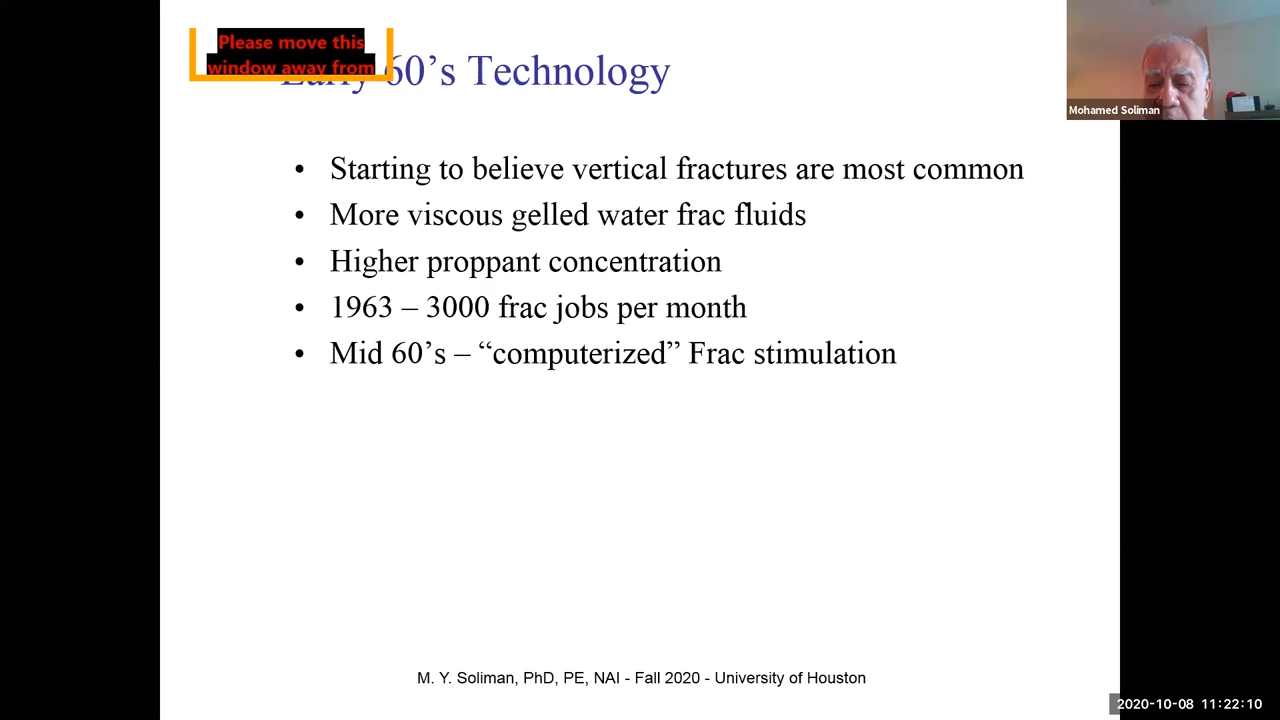 Please move this
window away from
Early 60's Technology
Mohamed Soliman
• Starting to believe vertical fractures are most common
• More viscous gelled water frac fluids
• Higher proppant concentration
• 1963 – 3000 frac jobs per month
• Mid 60's – “computerized” Frac stimulation
M. Y. Soliman, PhD, PE, NAI - Fall 2020 - University of Houston
2020-10-08 11:22:10